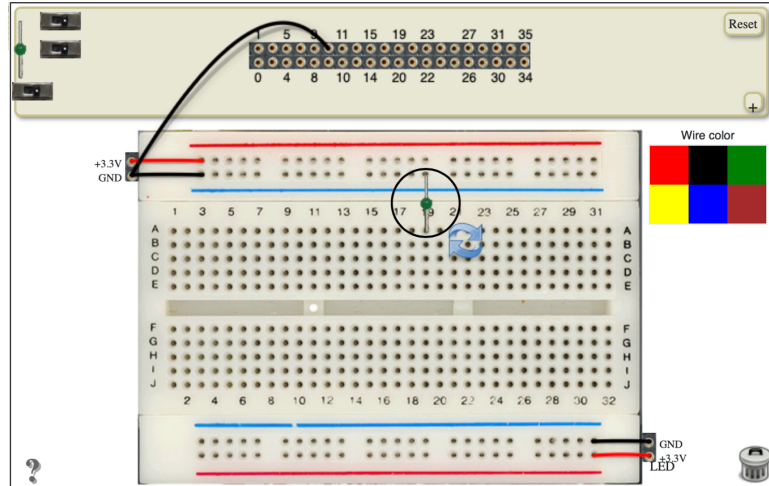 Reset
1 5 9 11 15 19 23 27 31 35
0 4 8 10 14 20 22 26 30 34
+
Wire color
+3.3V
GND
1 3 5 7 9 11 13 15 17 19 21 23 25 27 29 31
A A
B B
C C
D D
E E
F F
G G
H H
I I
J J
2 4 6 8 10 12 14 16 18 20 22 24 26 28 30 32
GND
+3.3V
LED
?